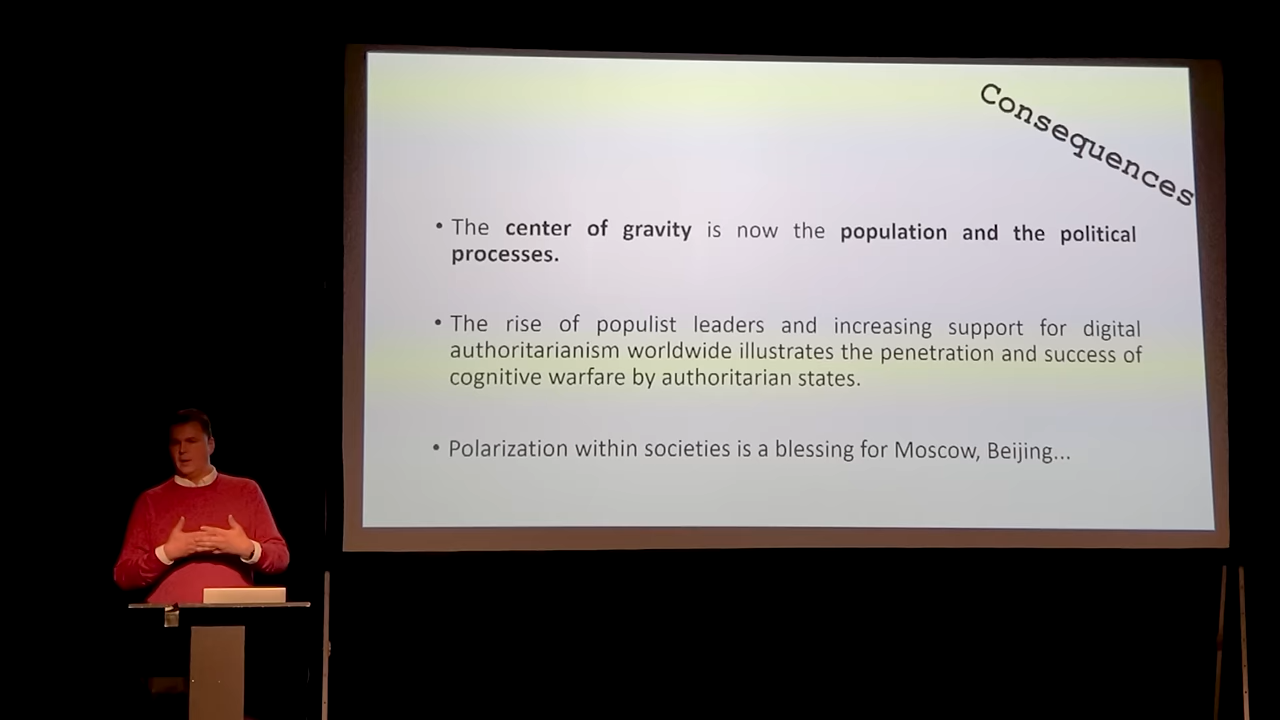 Consequences
• The center of gravity is now the population and the political
processes.
• The rise of populist leaders and increasing support for digital
authoritarianism worldwide illustrates the penetration and success of
cognitive warfare by authoritarian states.
• Polarization within societies is a blessing for Moscow, Beijing...